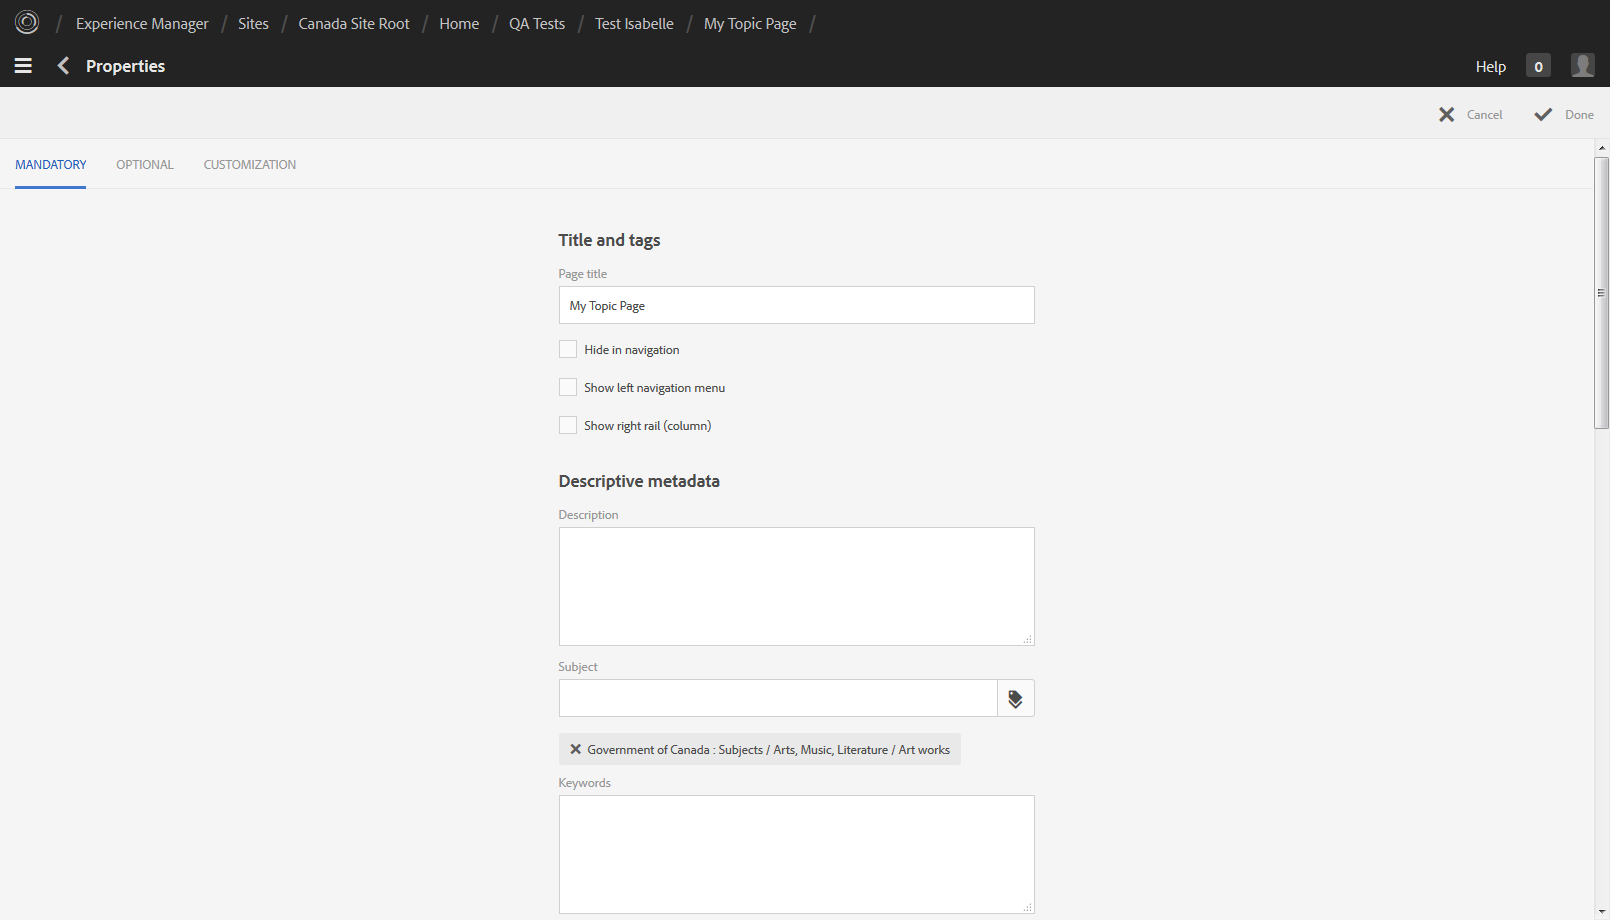 / Experience Manager / Sites / Canada Site Root / Home / QA Tests / Test Isabelle / My Topic Page /
Properties
Help 0
Cancel Done
MANDATORY OPTIONAL CUSTOMIZATION
Title and tags
Page title
My Topic Page
Hide in navigation
Show left navigation menu
Show right rail (column)
Descriptive metadata
Description
Subject
Government of Canada : Subjects / Arts, Music, Literature / Art works
Keywords